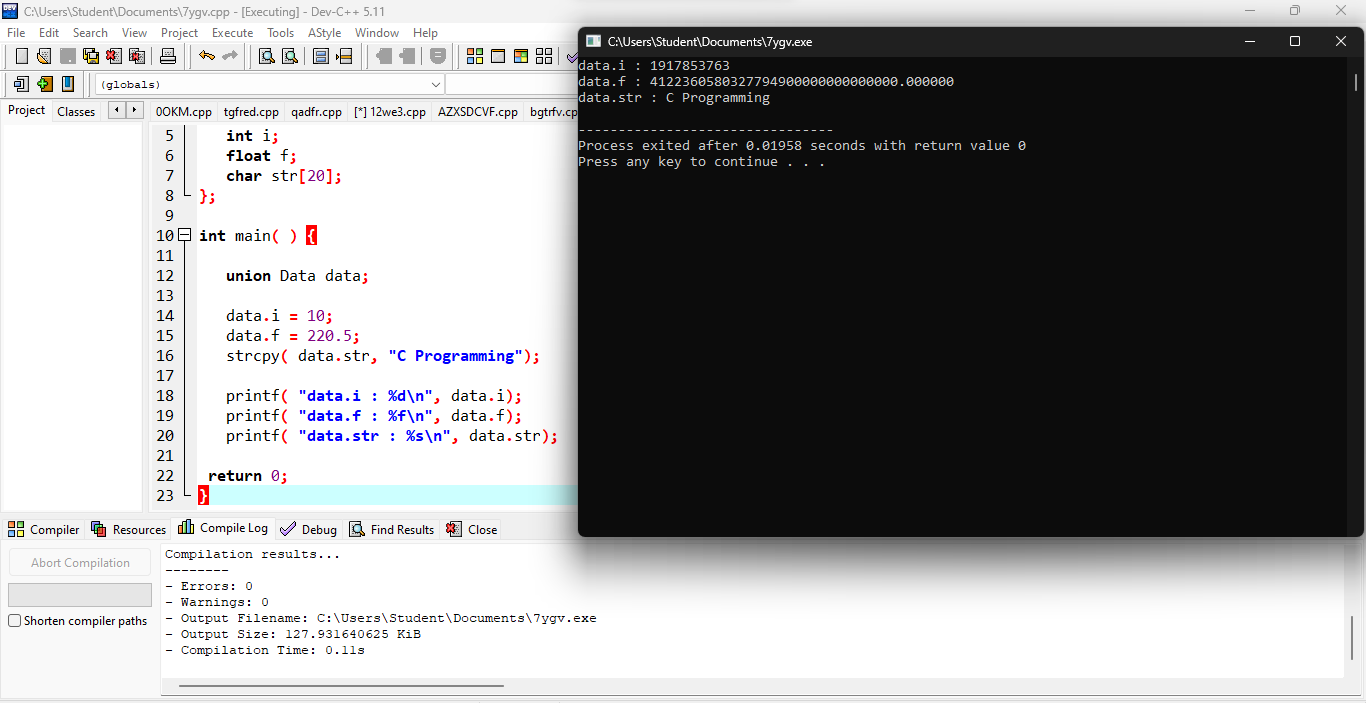 C:\Users\Student\Documents\7ygv.cpp - [Executing] - Dev-C++ 5.11
File Edit Search View Project Execute Tools AStyle Window Help
(globals)
Project Classes
0OKM.cpp tgfred.cpp qadfr.cpp [*] 12we3.cpp AZXSDCVF.cpp bgtrfv.cp
5 int i;
6 float f;
7 char str[20];
8 };
9
10 int main( ) {
11
12 union Data data;
13
14 data.i = 10;
15 data.f = 220.5;
16 strcpy( data.str, "C Programming");
17
18 printf( "data.i : %d\n", data.i);
19 printf( "data.f : %f\n", data.f);
20 printf( "data.str : %s\n", data.str);
21
22 return 0;
23 }
C:\Users\Student\Documents\7ygv.exe
data.i : 1917853763
data.f : 4122360580327794900000000000000.000000
data.str : C Programming
--------------------------------
Process exited after 0.01958 seconds with return value 0
Press any key to continue . . .
Compiler Resources Compile Log Debug Find Results Close
Abort Compilation
Shorten compiler paths
Compilation results...
--------
- Errors: 0
- Warnings: 0
- Output Filename: C:\Users\Student\Documents\7ygv.exe
- Output Size: 127.931640625 KiB
- Compilation Time: 0.11s